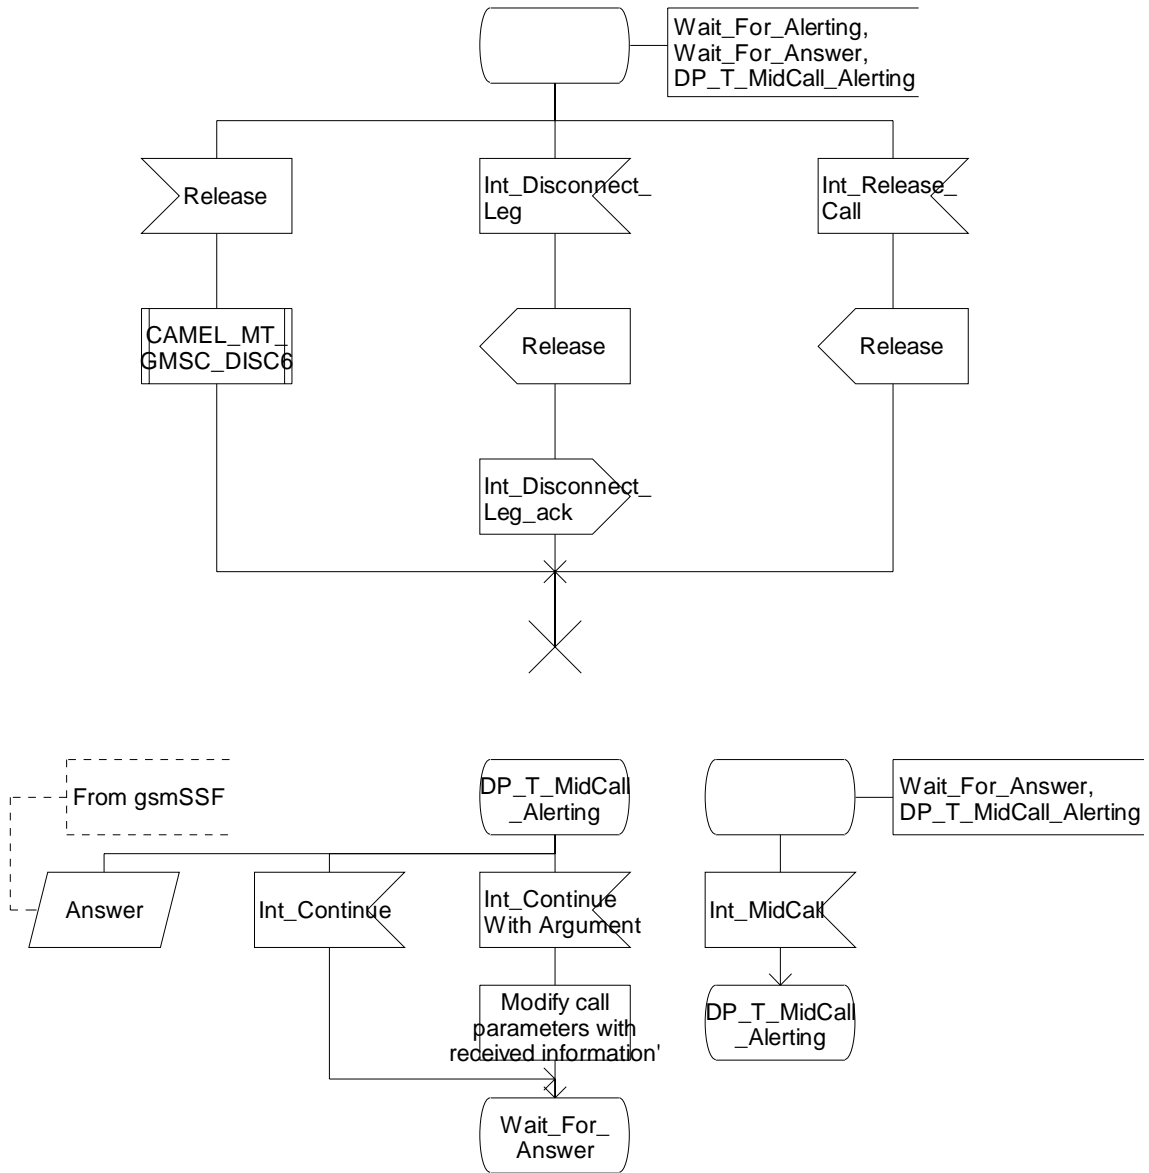 Wait_For_Alerting,
Wait_For_Answer,
DP_T_MidCall_Alerting
Release
Int_Disconnect_
Leg
Int_Release_
Call
CAMEL_MT_
GMSC_DISC6
Release
Release
Int_Disconnect_
Leg_ack
From gsmSSF
DP_T_MidCall
_Alerting
Wait_For_Answer,
DP_T_MidCall_Alerting
Answer
Int_Continue
Int_Continue
With Argument
Int_MidCall
Modify call
parameters with
received information'
DP_T_MidCall
_Alerting
Wait_For_
Answer